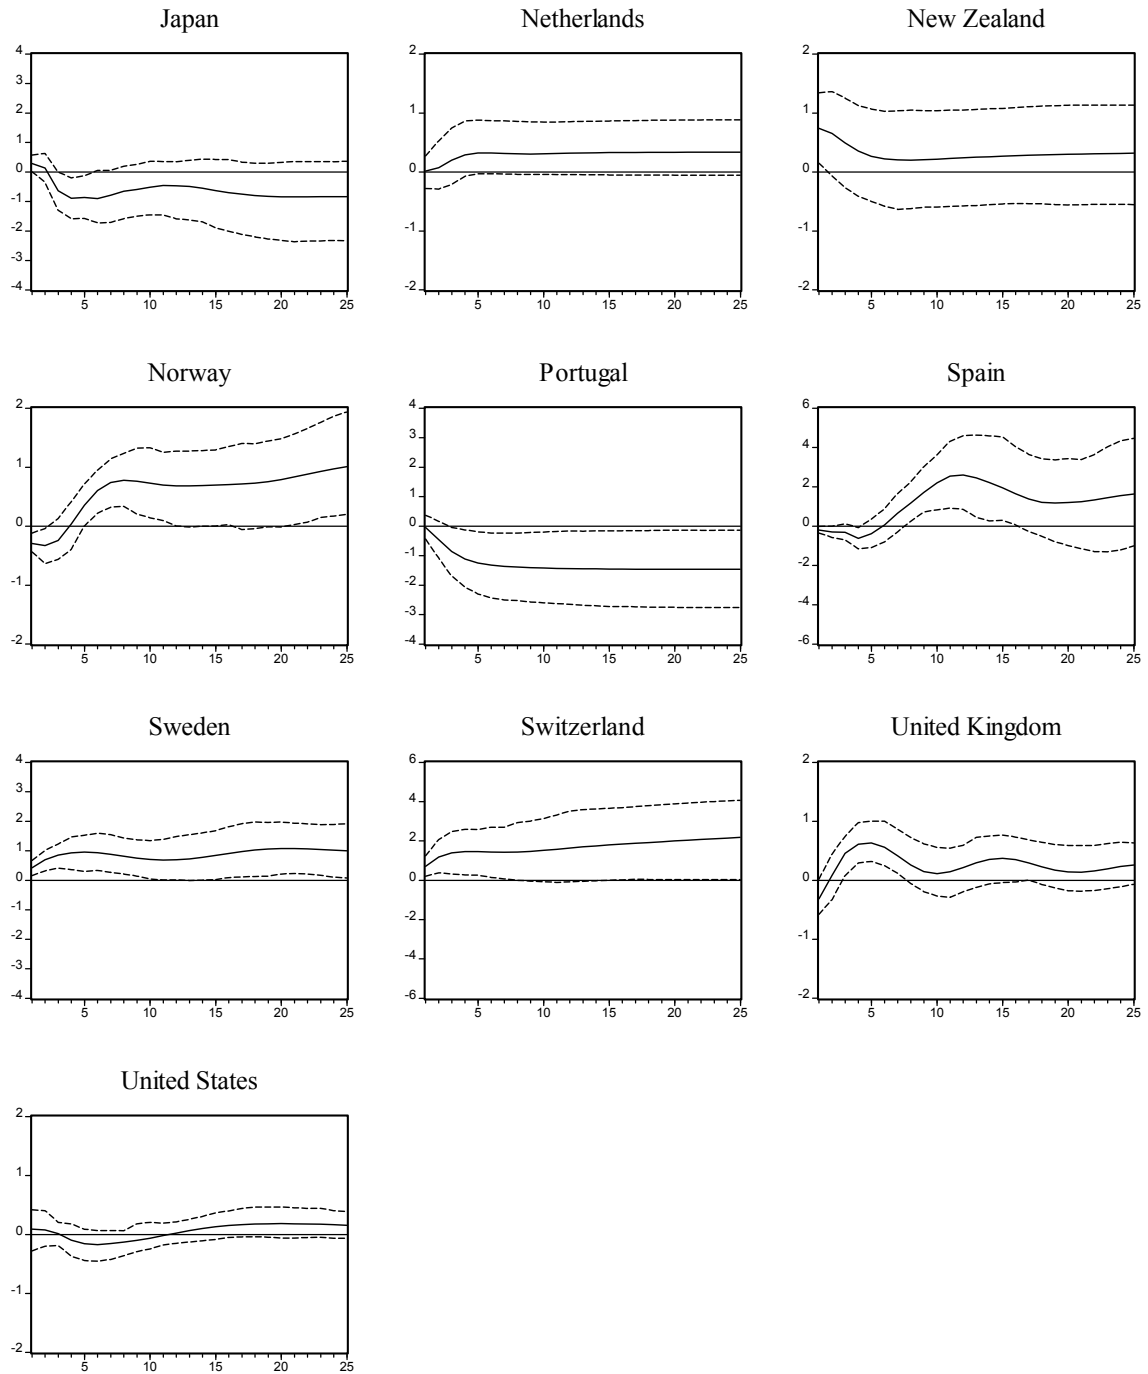 Japan Netherlands New Zealand
4 2 2
3
2 1 1
1
0 0 0
-1
-2 -1 -1
-3
-4 -2 -2
5 10 15 20 25 5 10 15 20 25 5 10 15 20 25
Norway Portugal Spain
2 4 6
3
4
1 2
1 2
0 0 0
-1 -2
-1 -2
-4
-3
-2 -4 -6
5 10 15 20 25 5 10 15 20 25 5 10 15 20 25
Sweden Switzerland United Kingdom
4 6 2
3
4
2 1
1 2
0 0 0
-1 -2
-2 -1
-4
-3
-4 -6 -2
5 10 15 20 25 5 10 15 20 25 5 10 15 20 25
United States
2
1
0
-1
-2
5 10 15 20 25